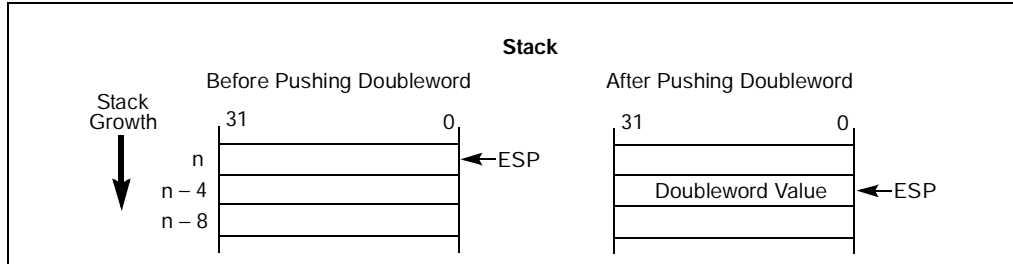 Stack
Before Pushing Doubleword
After Pushing Doubleword
Stack
Growth
31 0
31 0
n
ESP
n – 4
Doubleword Value
ESP
n – 8